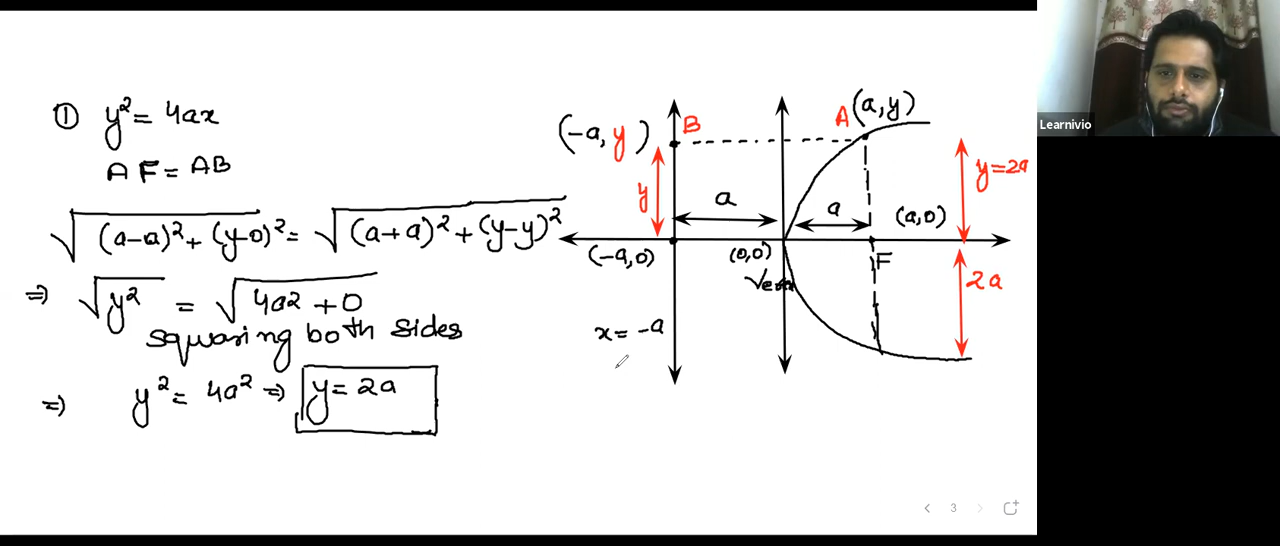 ① y² = 4ax
AF = AB
√(a-a)² + (y-0)² = √(a+a)² + (y-y)²
⇒ √y² = √4a² + 0
squaring both sides
⇒ y² = 4a² ⇒ y = 2a
(-a, y)
B
A (a, y)
y
a
a
(a,0)
y=2a
(-a,0)
(0,0)
F
2a
x = -a
Learnivio
3